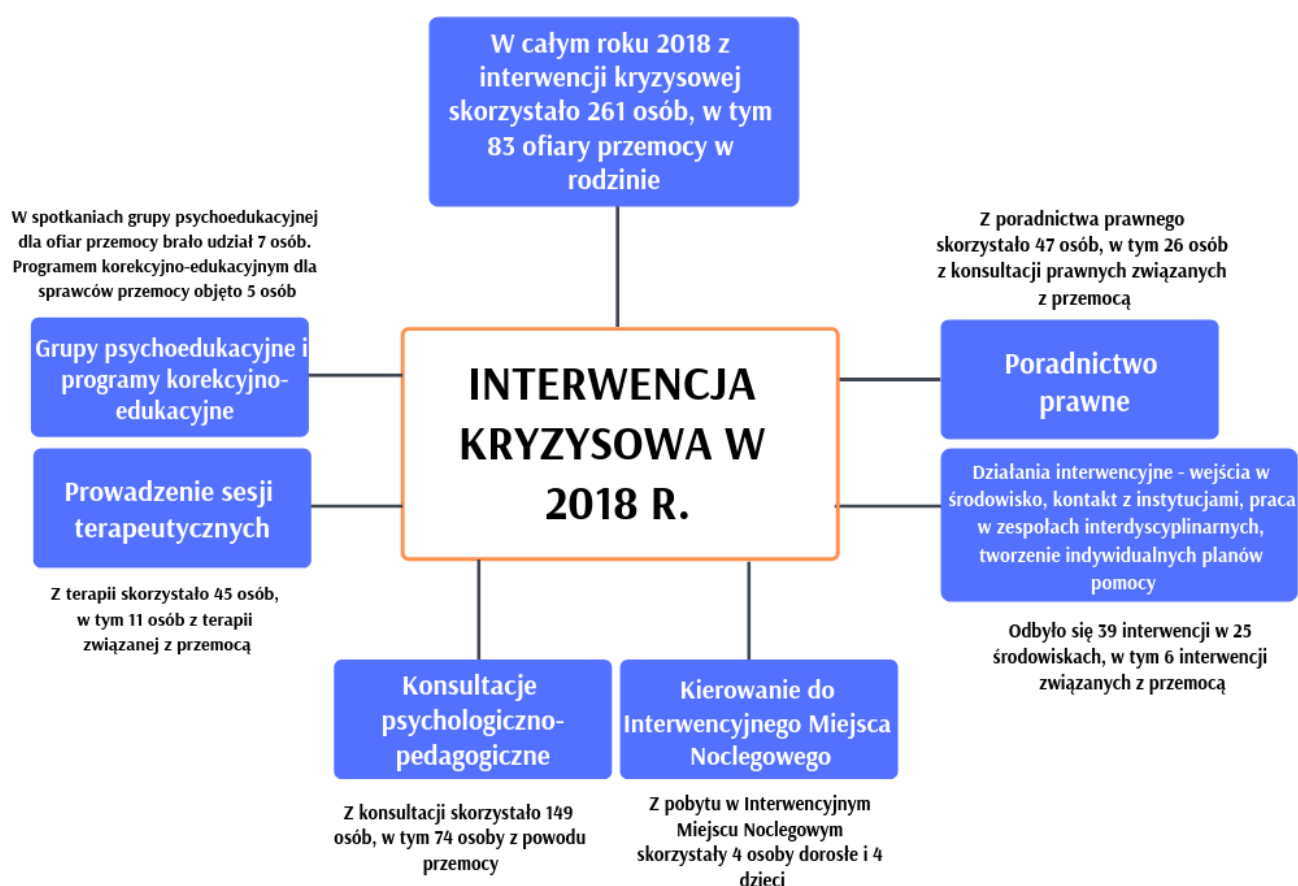 W całym roku 2018 z
interwencji kryzysowej
skorzystało 261 osób, w tym
83 ofiary przemocy w
rodzinie
W spotkaniach grupy psychoedukacyjnej
dla ofiar przemocy brało udział 7 osób.
Programem korekcyjno-edukacyjnym dla
sprawców przemocy objęto 5 osób
Grupy psychoedukacyjne i
programy korekcyjno-
edukacyjne
Prowadzenie sesji
terapeutycznych
Z terapii skorzystało 45 osób,
w tym 11 osób z terapii
związanej z przemocą
INTERWENCJA
KRYZYSOWA W
2018 R.
Z poradnictwa prawnego
skorzystało 47 osób, w tym 26 osób
z konsultacji prawnych związanych
z przemocą
Poradnictwo
prawne
Działania interwencyjne - wejścia w
środowisko, kontakt z instytucjami, praca
w zespołach interdyscyplinarnych,
tworzenie indywidualnych planów
pomocy
Odbyło się 39 interwencji w 25
środowiskach, w tym 6 interwencji
związanych z przemocą
Konsultacje
psychologiczno-
pedagogiczne
Z konsultacji skorzystało 149
osób, w tym 74 osoby z powodu
przemocy
Kierowanie do
Interwencyjnego Miejsca
Noclegowego
Z pobytu w Interwencyjnym
Miejscu Noclegowym
skorzystały 4 osoby dorosłe i 4
dzieci